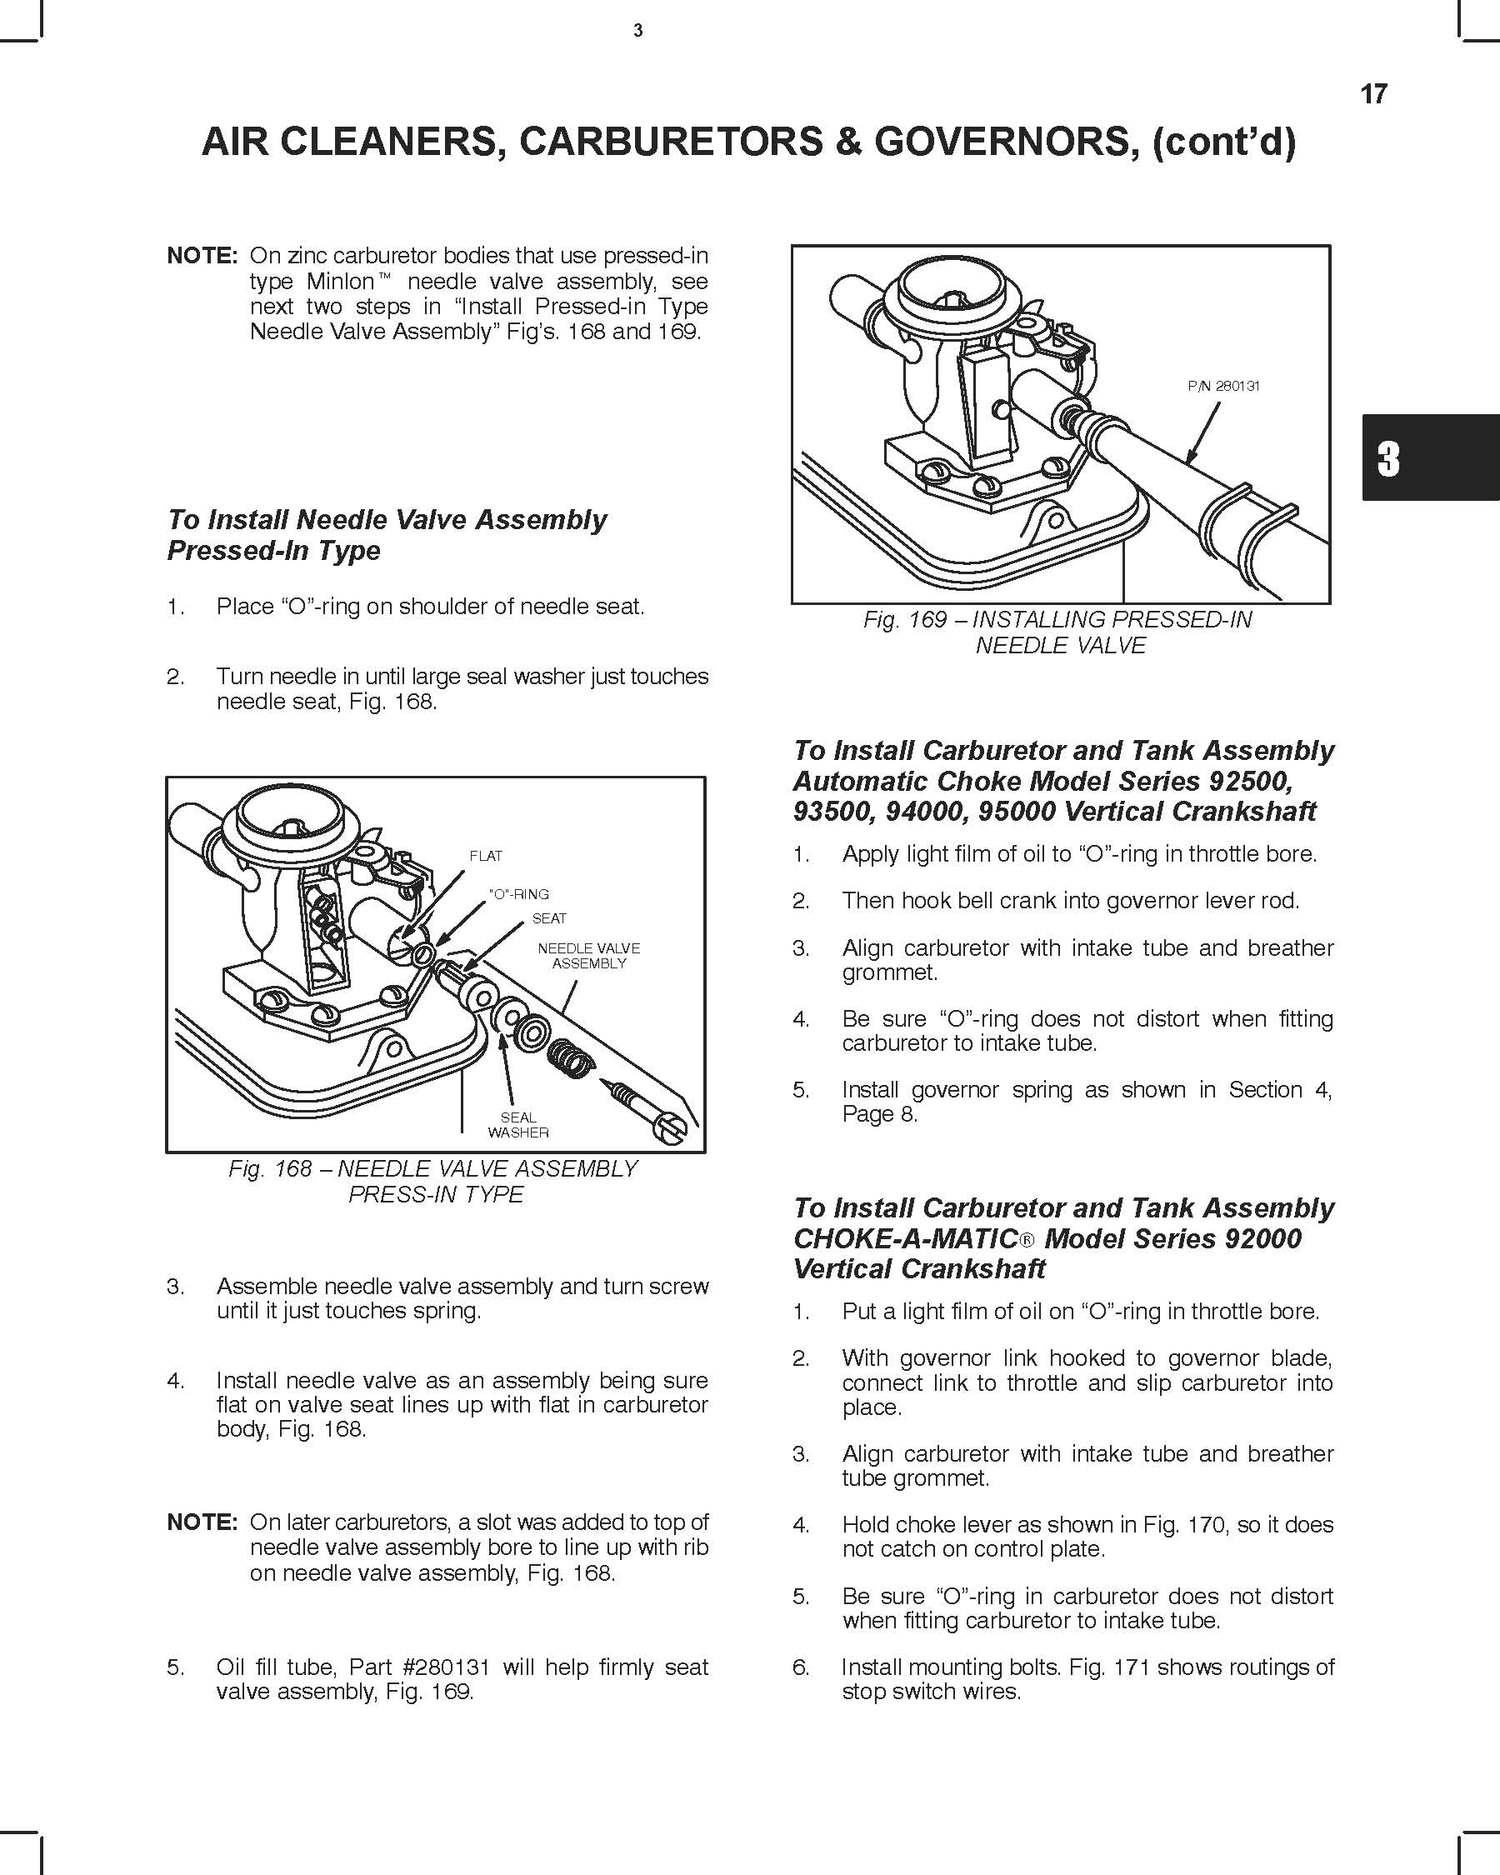 3
17
AIR CLEANERS, CARBURETORS & GOVERNORS, (cont’d)
NOTE: On zinc carburetor bodies that use pressed-in
type Minlon™ needle valve assembly, see
next two steps in “Install Pressed-in Type
Needle Valve Assembly” Fig’s. 168 and 169.
To Install Needle Valve Assembly
Pressed-In Type
1. Place “O”-ring on shoulder of needle seat.
2. Turn needle in until large seal washer just touches
needle seat, Fig. 168.
FLAT
"O"-RING
SEAT
NEEDLE VALVE
ASSEMBLY
SEAL
WASHER
Fig. 168 – NEEDLE VALVE ASSEMBLY
PRESS-IN TYPE
3. Assemble needle valve assembly and turn screw
until it just touches spring.
4. Install needle valve as an assembly being sure
flat on valve seat lines up with flat in carburetor
body, Fig. 168.
NOTE: On later carburetors, a slot was added to top of
needle valve assembly bore to line up with rib
on needle valve assembly, Fig. 168.
5. Oil fill tube, Part #280131 will help firmly seat
valve assembly, Fig. 169.
P/N 280131
Fig. 169 – INSTALLING PRESSED-IN
NEEDLE VALVE
3
To Install Carburetor and Tank Assembly
Automatic Choke Model Series 92500,
93500, 94000, 95000 Vertical Crankshaft
1. Apply light film of oil to “O”-ring in throttle bore.
2. Then hook bell crank into governor lever rod.
3. Align carburetor with intake tube and breather
grommet.
4. Be sure “O”-ring does not distort when fitting
carburetor to intake tube.
5. Install governor spring as shown in Section 4,
Page 8.
To Install Carburetor and Tank Assembly
CHOKE-A-MATIC® Model Series 92000
Vertical Crankshaft
1. Put a light film of oil on “O”-ring in throttle bore.
2. With governor link hooked to governor blade,
connect link to throttle and slip carburetor into
place.
3. Align carburetor with intake tube and breather
tube grommet.
4. Hold choke lever as shown in Fig. 170, so it does
not catch on control plate.
5. Be sure “O”-ring in carburetor does not distort
when fitting carburetor to intake tube.
6. Install mounting bolts. Fig. 171 shows routings of
stop switch wires.